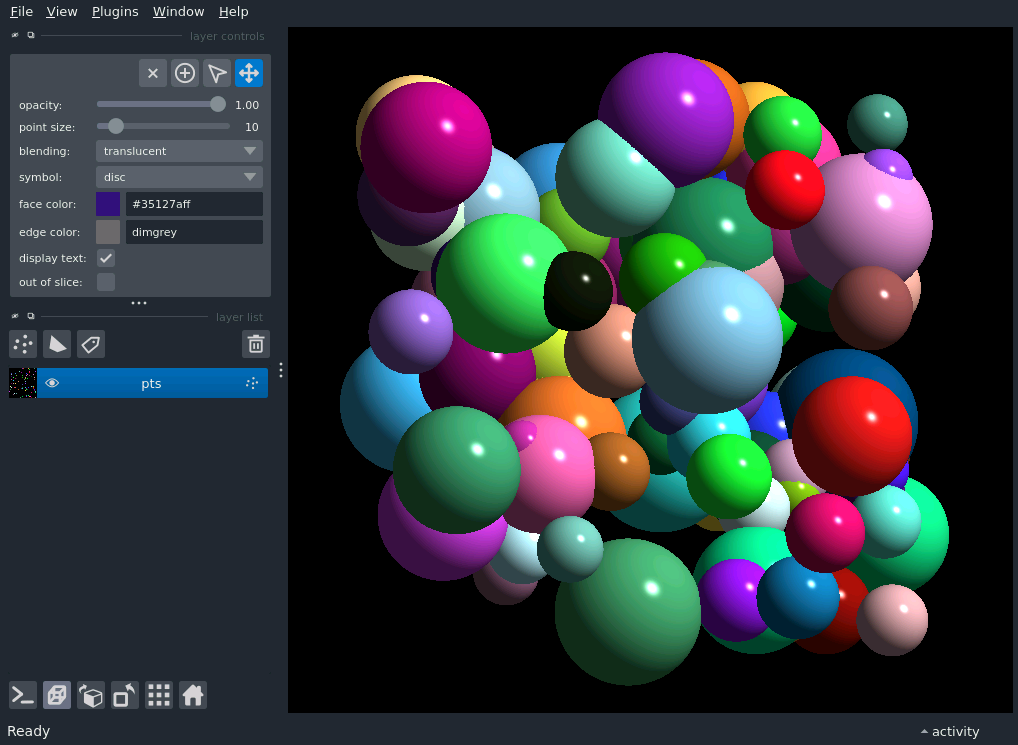 File View Plugins Window Help
layer controls
opacity: 1.00
point size: 10
blending: translucent
symbol: disc
face color: #35127aff
edge color: dimgrey
display text:
out of slice:
layer list
pts
Ready
activity